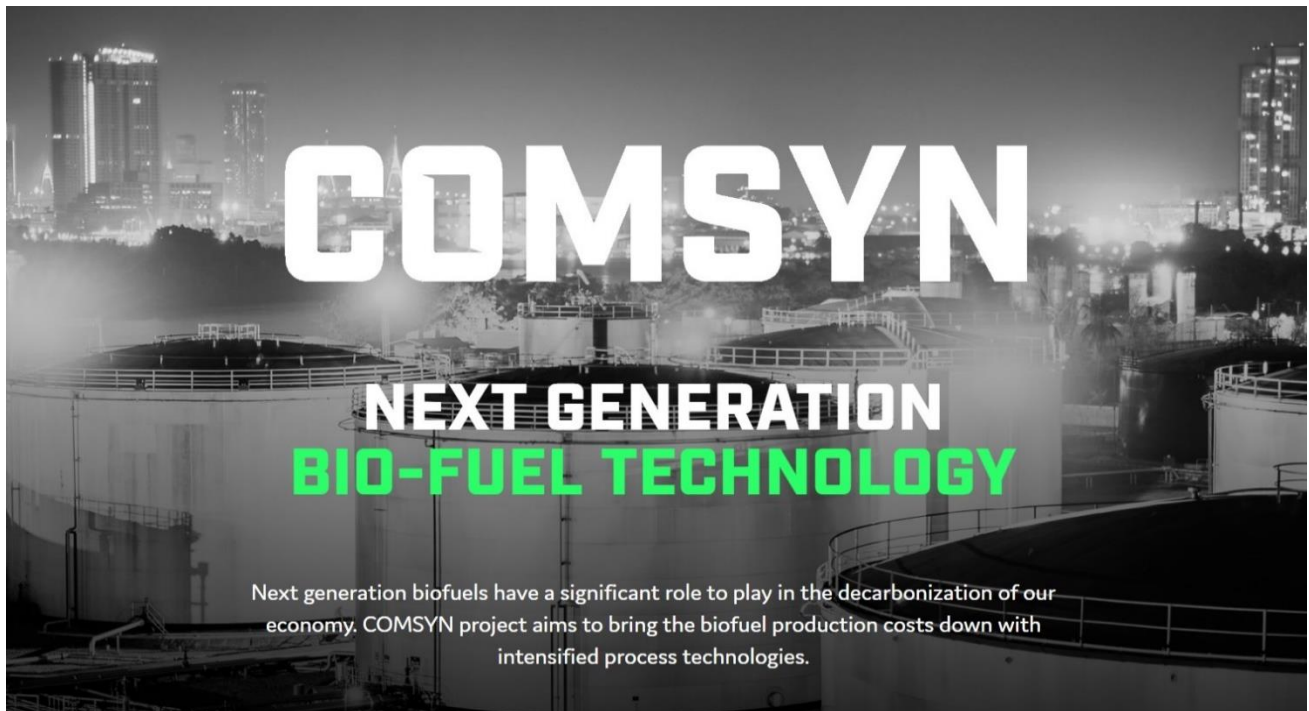 COMSYN
NEXT GENERATION
BIO-FUEL TECHNOLOGY
Next generation biofuels have a significant role to play in the decarbonization of our
economy. COMSYN project aims to bring the biofuel production costs down with
intensified process technologies.